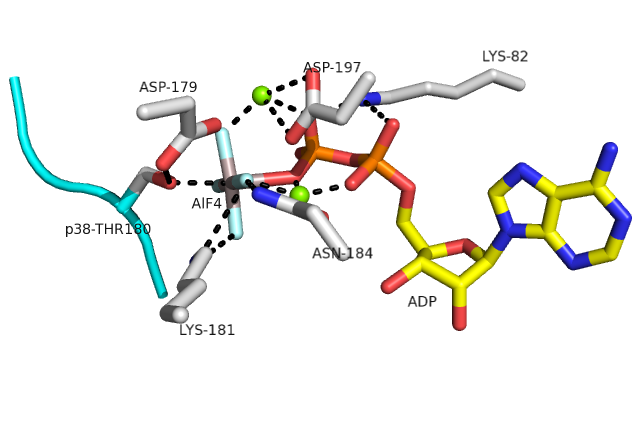 LYS-82
ASP-197
ASP-179
AlF4
p38-THR180
ASN-184
ADP
LYS-181